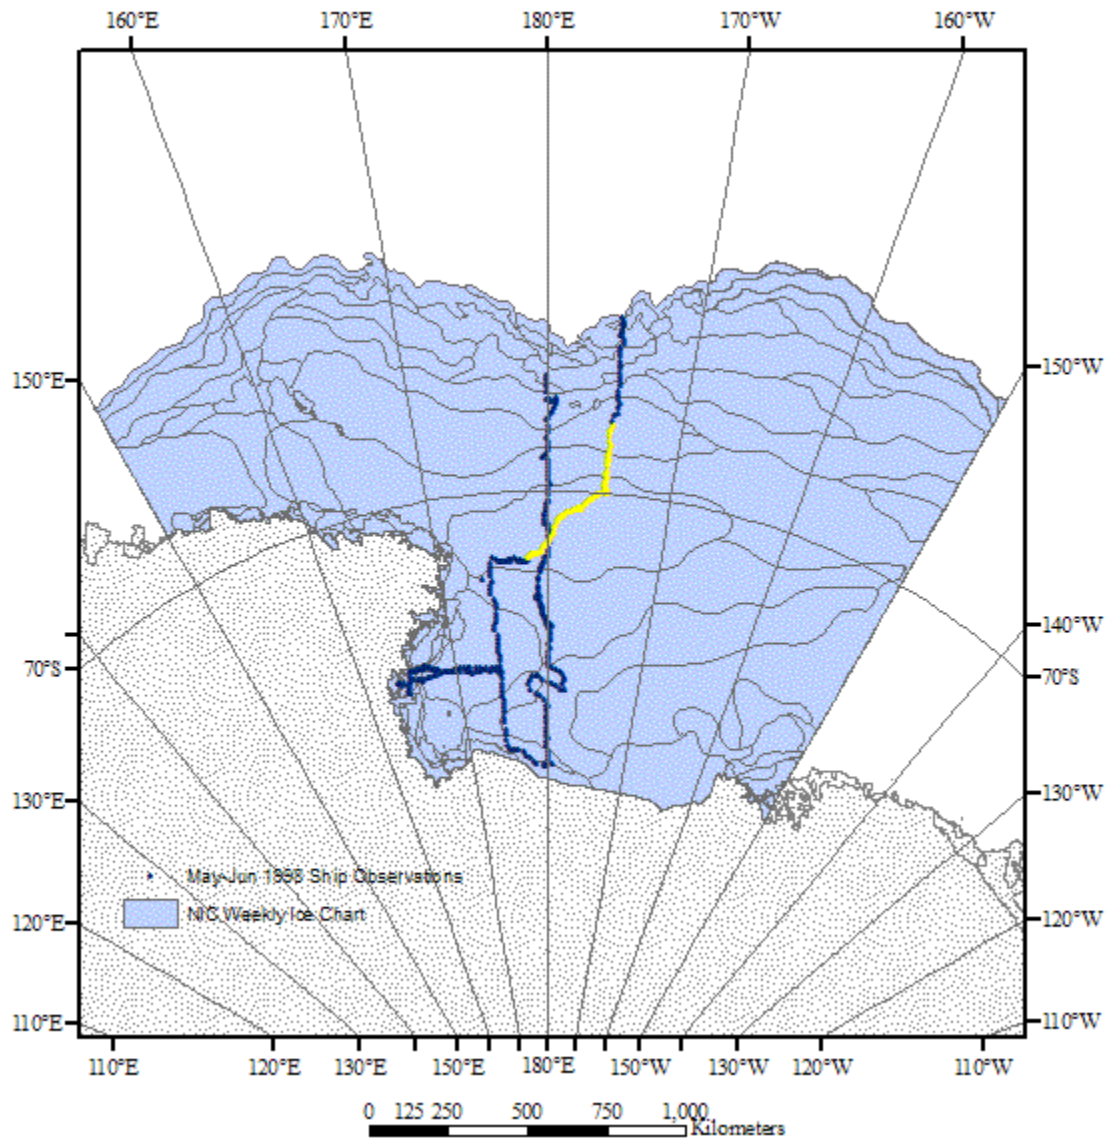 160°E 170°E 180°E 170°W 160°W
150°E 150°W
140°W
70°S 70°S
130°E 130°W
May-Jun 1998 Ship Observations
NIC Weekly Ice Chart
120°E 120°W
110°E 110°W
110°E 120°E 130°E 150°E 180°E 150°W 130°W 120°W 110°W
0 125 250 500 750 1,000
Kilometers